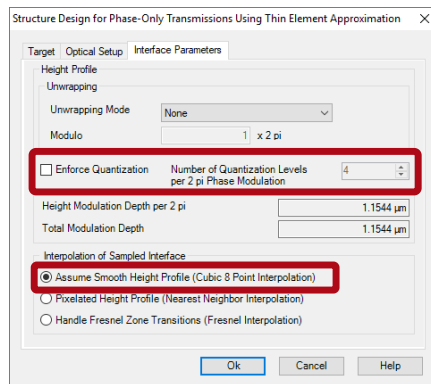 Structure Design for Phase-Only Transmissions Using Thin Element Approximation
Target Optical Setup Interface Parameters
Height Profile
Unwrapping
Unwrapping Mode None
Modulo 1 x 2 pi
Enforce Quantization Number of Quantization Levels 4
per 2 pi Phase Modulation
Height Modulation Depth per 2 pi 1.1544 µm
Total Modulation Depth 1.1544 µm
Interpolation of Sampled Interface
Assume Smooth Height Profile (Cubic 8 Point Interpolation)
Pixelated Height Profile (Nearest Neighbor Interpolation)
Handle Fresnel Zone Transitions (Fresnel Interpolation)
Ok Cancel Help